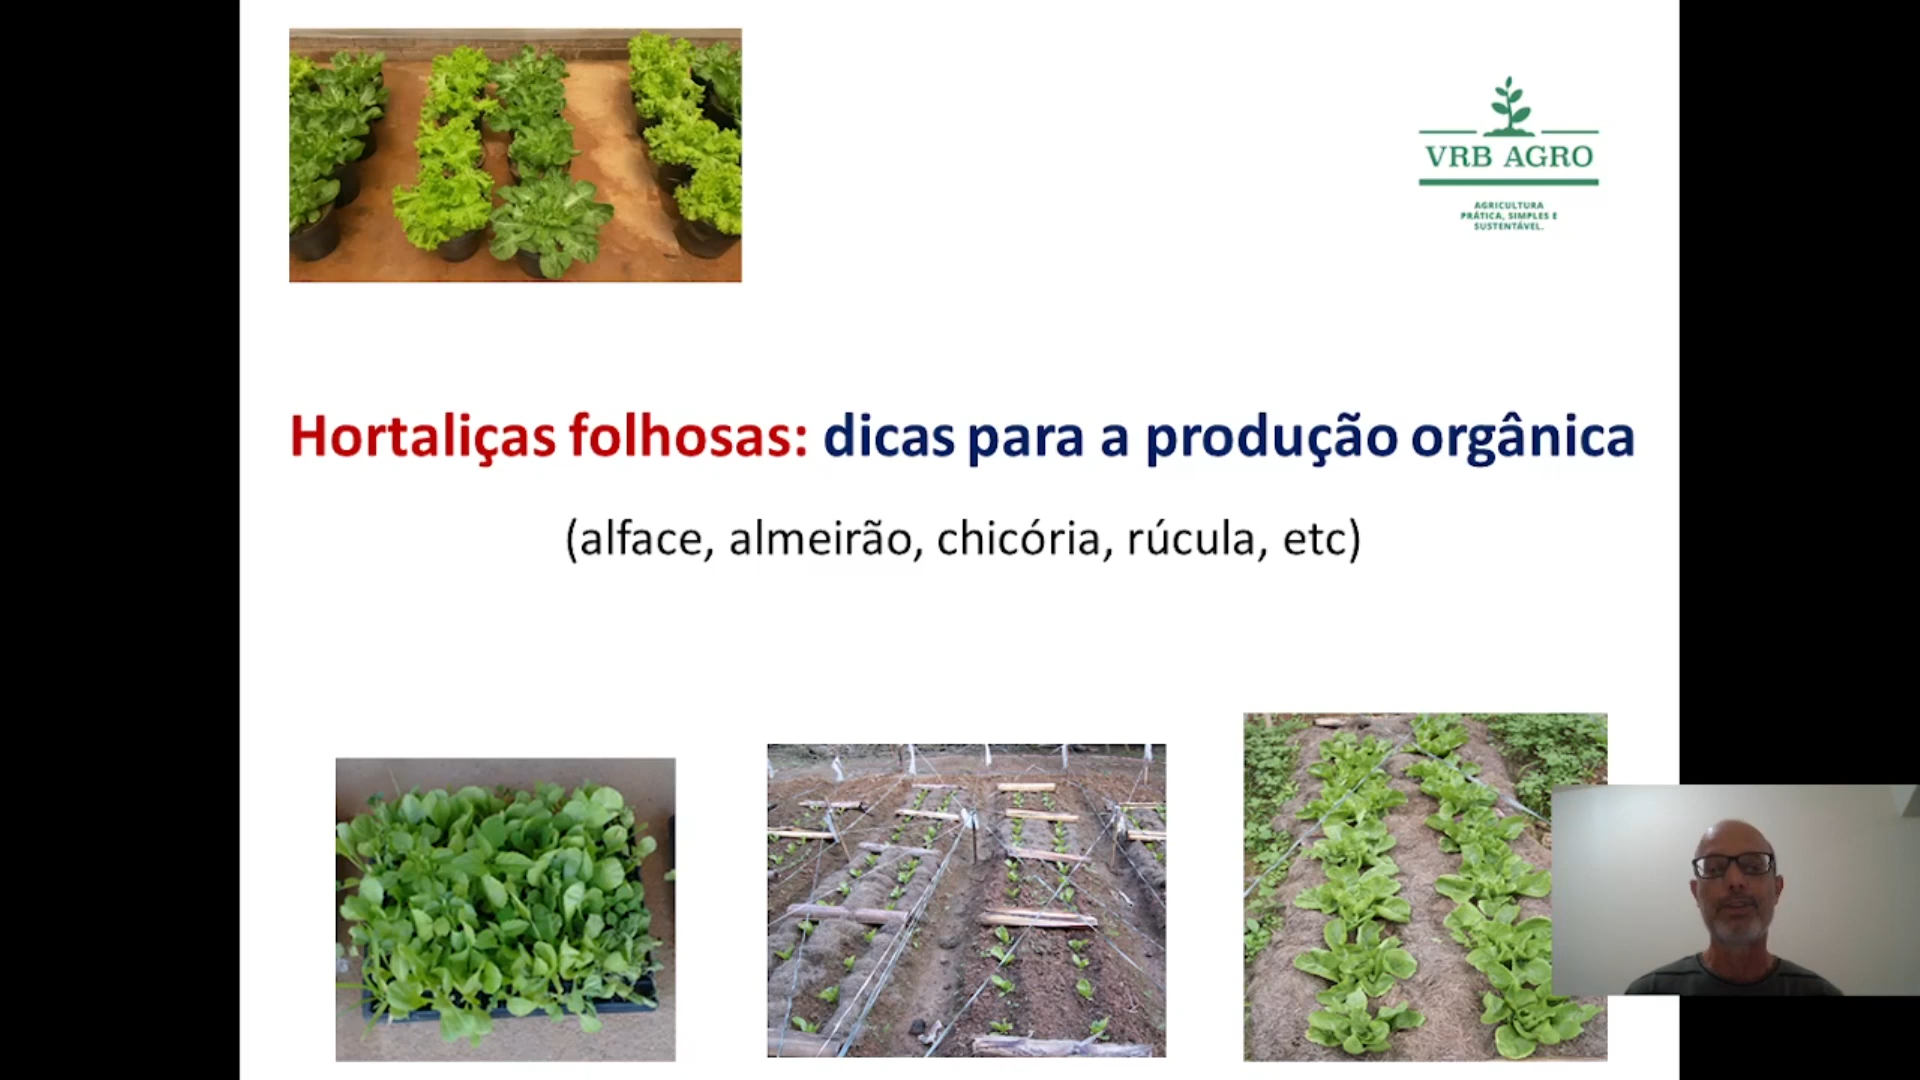 VRB AGRO
AGRICULTURA
PRÁTICA, SIMPLES E
SUSTENTÁVEL.
Hortaliças folhosas: dicas para a produção orgânica
(alface, almeirão, chicória, rúcula, etc)